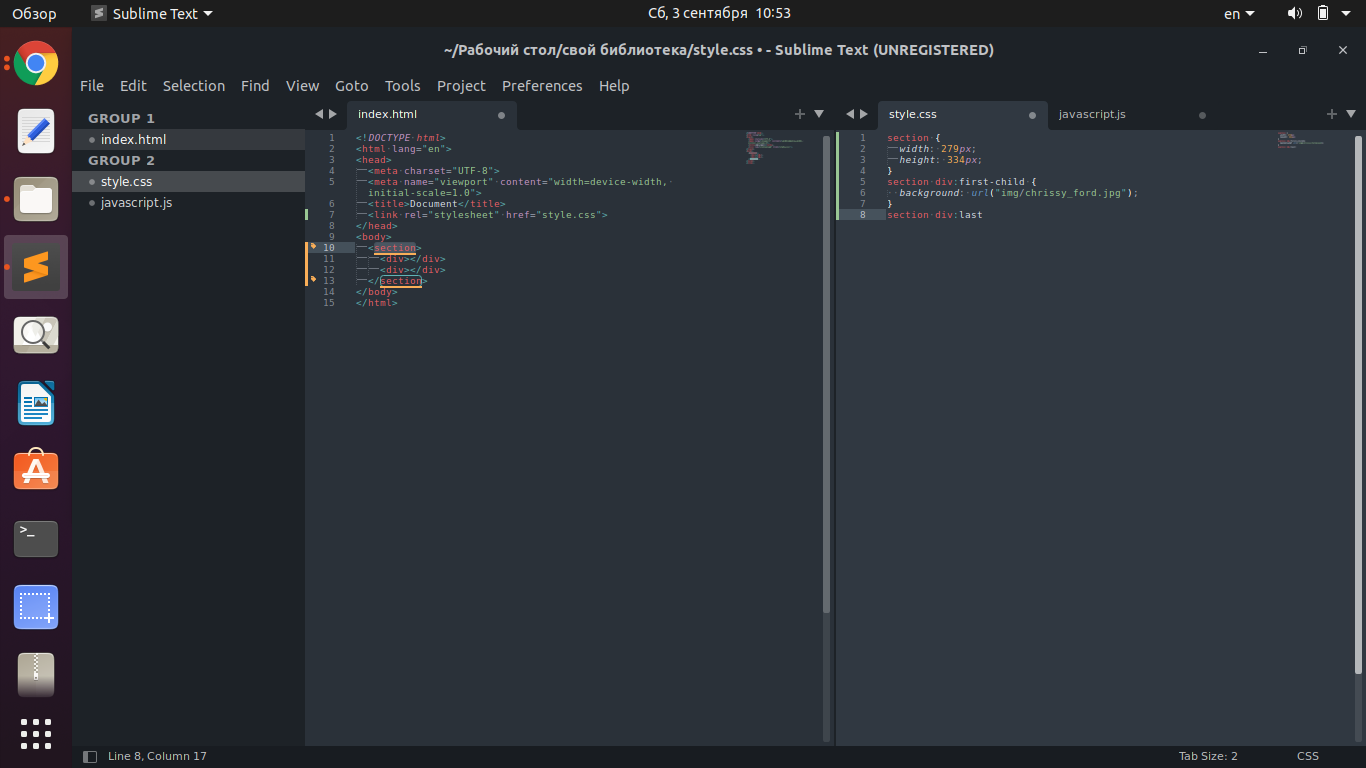 Обзор
Sublime Text
Сб, 3 сентября 10:53
en
~/Рабочий стол/свой библиотека/style.css • - Sublime Text (UNREGISTERED)
File Edit Selection Find View Goto Tools Project Preferences Help
GROUP 1
index.html
GROUP 2
style.css
javascript.js
index.html
1 <!DOCTYPE html>
2 <html lang="en">
3 <head>
4 <meta charset="UTF-8">
5 <meta name="viewport" content="width=device-width,
initial-scale=1.0">
6 <title>Document</title>
7 <link rel="stylesheet" href="style.css">
8 </head>
9 <body>
10 <section>
11 <div></div>
12 <div></div>
13 </section>
14 </body>
15 </html>
style.css javascript.js
1 section {
2 width: 279px;
3 height: 334px;
4 }
5 section div:first-child {
6 background: url("img/chrissy_ford.jpg");
7 }
8 section div:last
Line 8, Column 17
Tab Size: 2
CSS